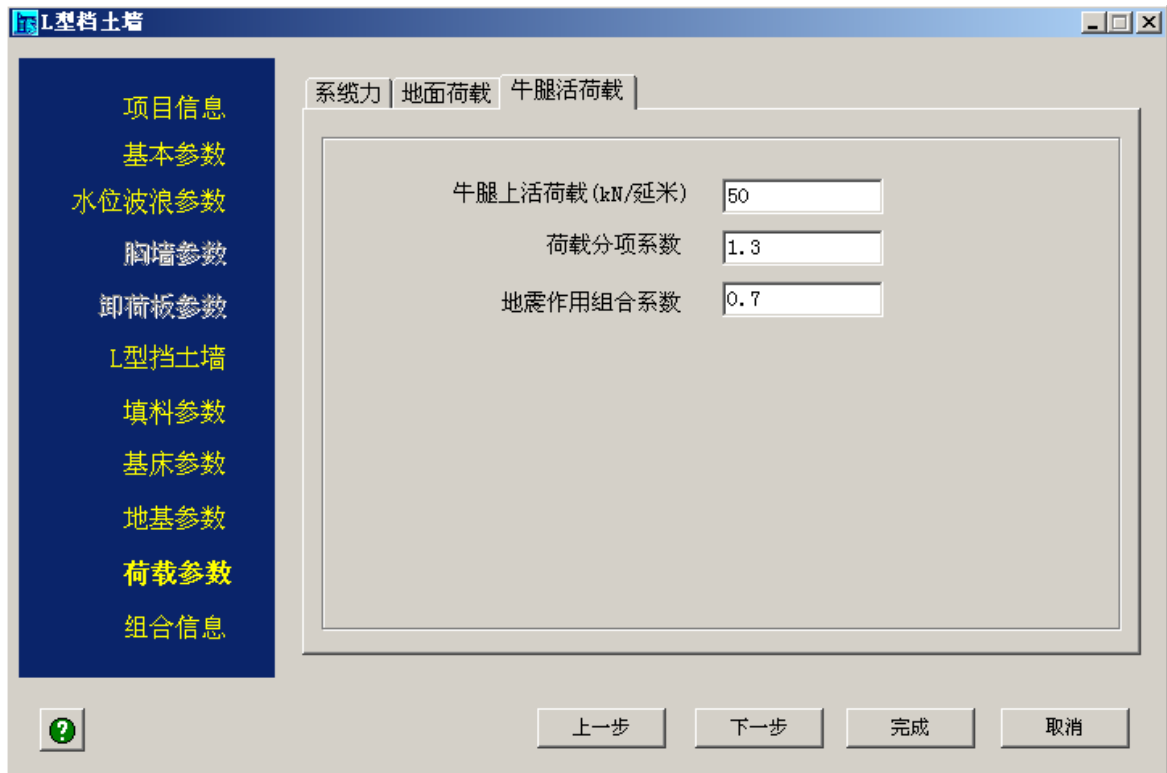 L型档土墙
项目信息
基本参数
水位波浪参数
胸墙参数
卸荷板参数
L型挡土墙
填料参数
基床参数
地基参数
荷载参数
组合信息
系缆力 地面荷载 牛腿活荷载
牛腿上活荷载(kN/延米) 50
荷载分项系数 1.3
地震作用组合系数 0.7
? 上一步 下一步 完成 取消